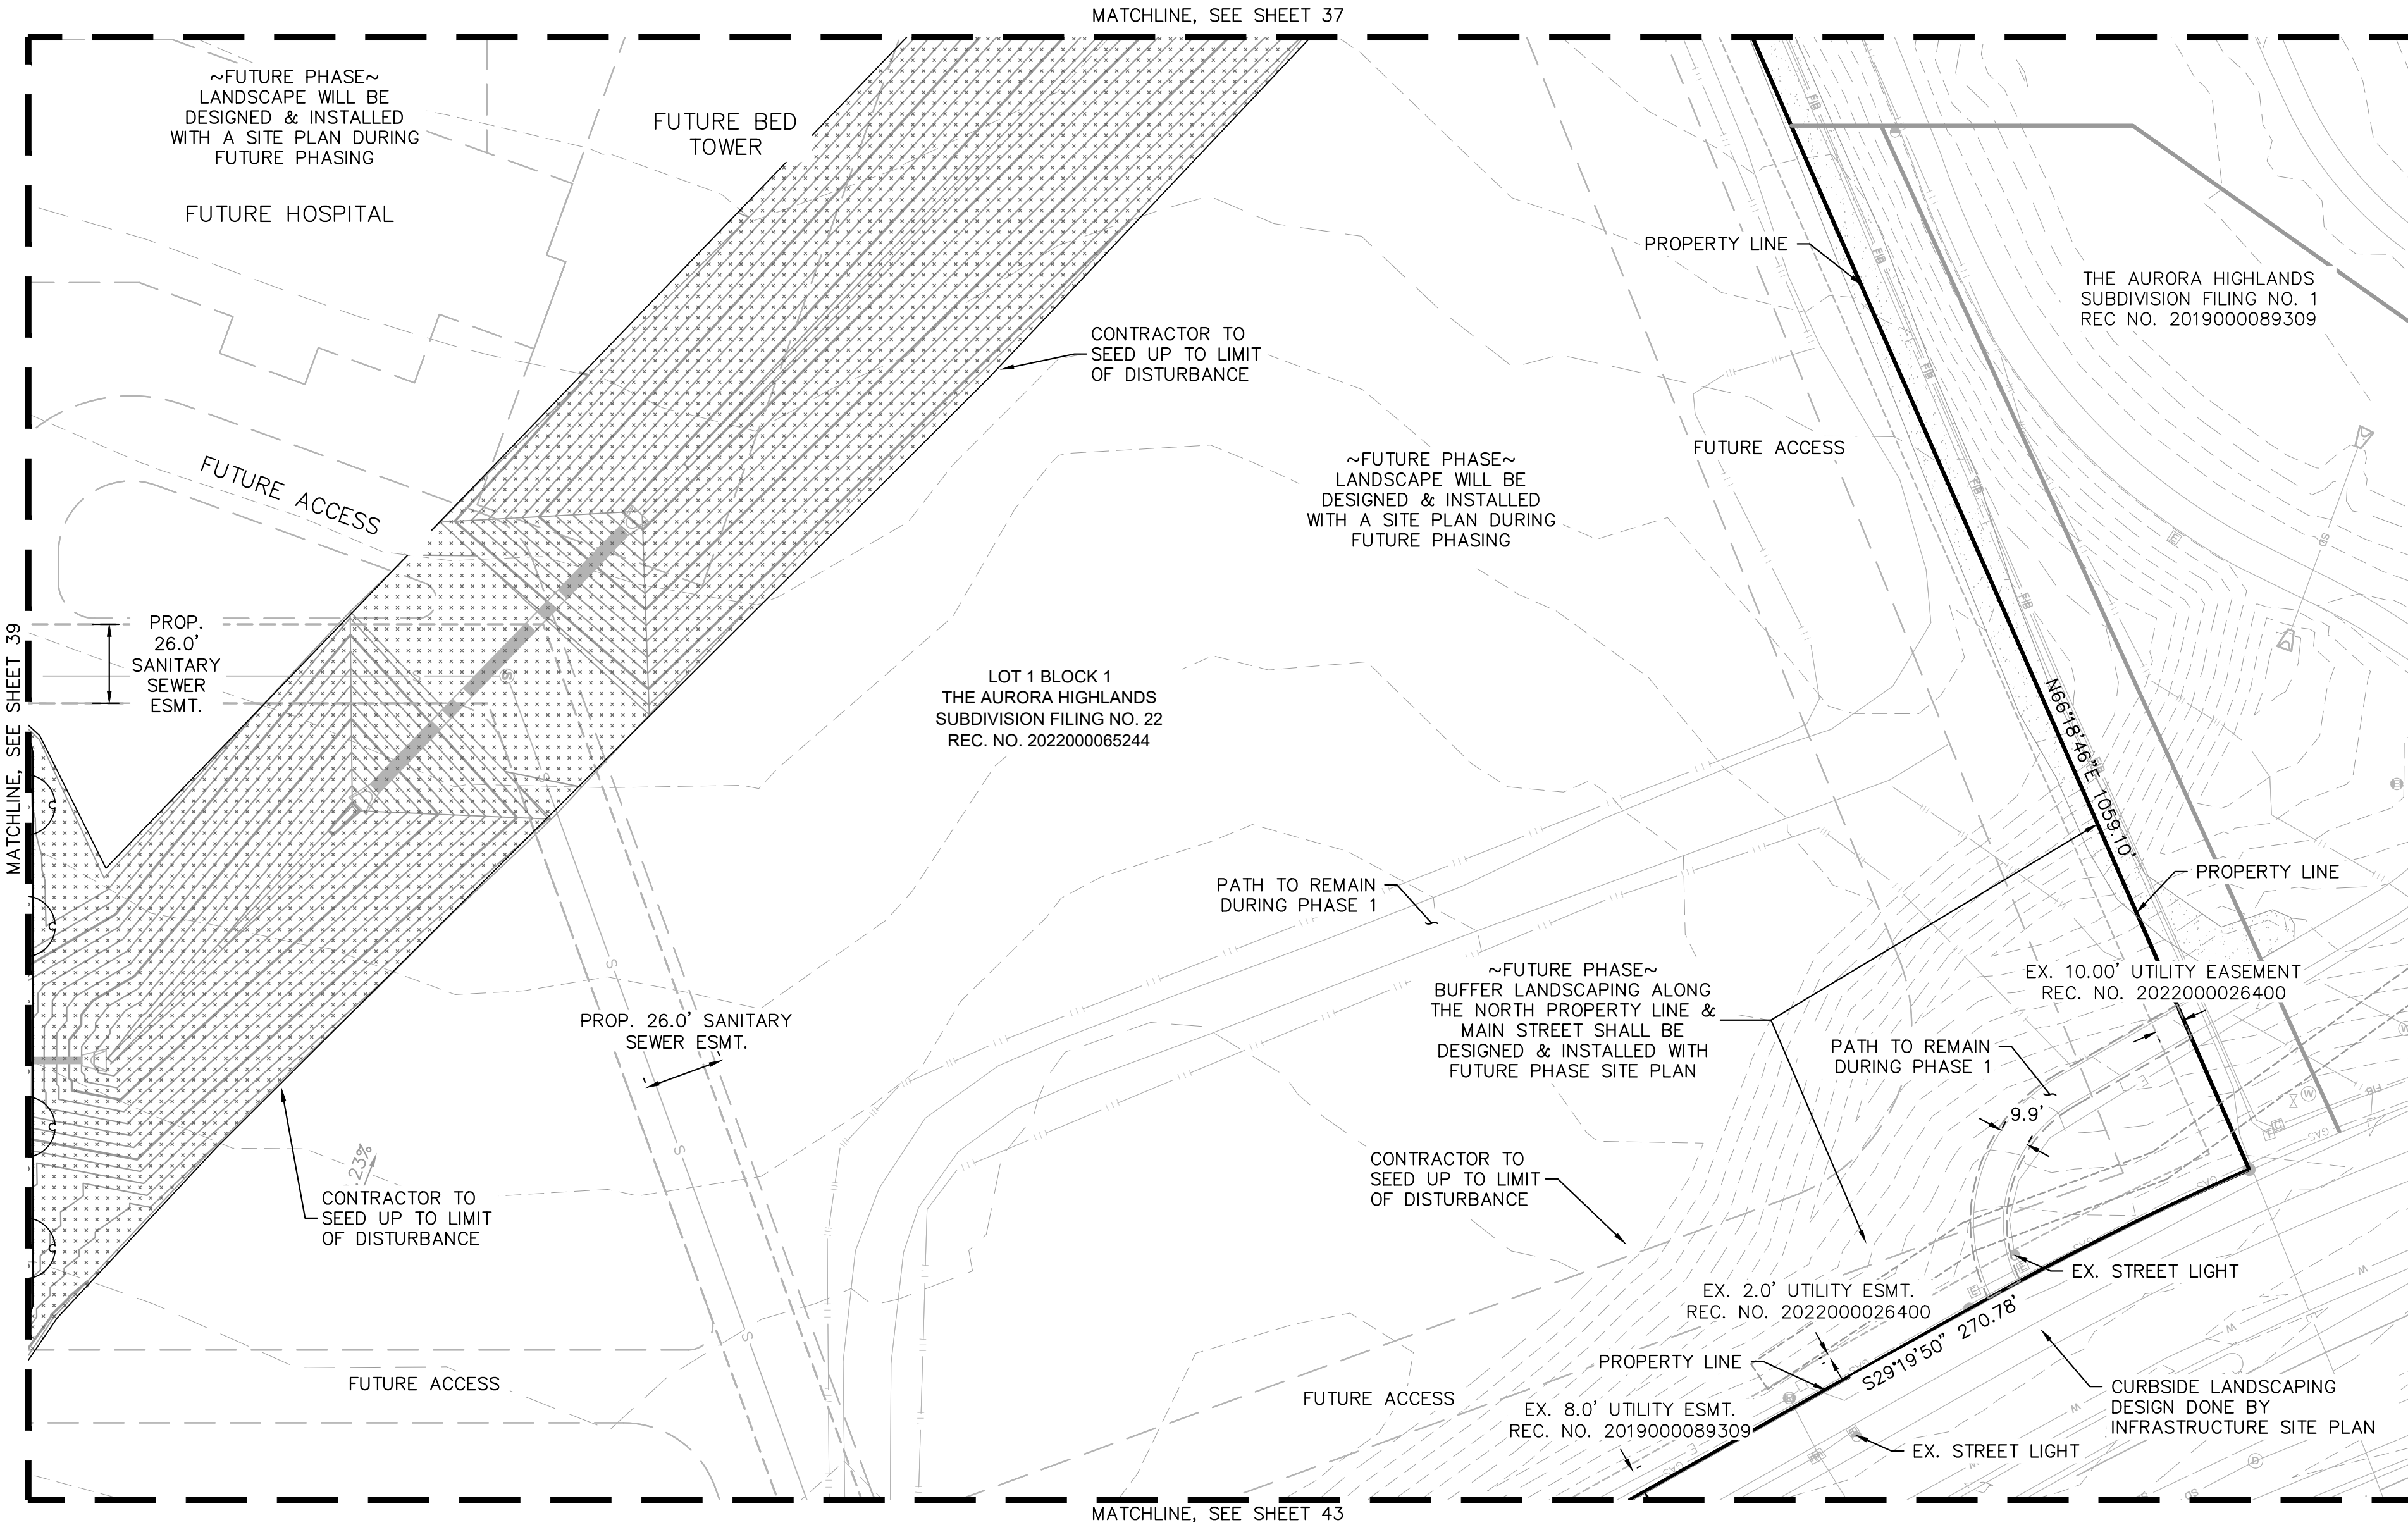 MATCHLINE, SEE SHEET 37
~FUTURE PHASE~
LANDSCAPE WILL BE
DESIGNED & INSTALLED
WITH A SITE PLAN DURING
FUTURE PHASING
FUTURE HOSPITAL
FUTURE BED
TOWER
PROPERTY LINE
THE AURORA HIGHLANDS
SUBDIVISION FILING NO. 1
REC NO. 2019000089309
CONTRACTOR TO
SEED UP TO LIMIT
OF DISTURBANCE
FUTURE ACCESS
FUTURE ACCESS
~FUTURE PHASE~
LANDSCAPE WILL BE
DESIGNED & INSTALLED
WITH A SITE PLAN DURING
FUTURE PHASING
MATCHLINE, SEE SHEET 39
PROP.
26.0'
SANITARY
SEWER
ESMT.
LOT 1 BLOCK 1
THE AURORA HIGHLANDS
SUBDIVISION FILING NO. 22
REC. NO. 2022000065244
N66°18'46"E 1059.10'
PROPERTY LINE
PATH TO REMAIN
DURING PHASE 1
~FUTURE PHASE~
BUFFER LANDSCAPING ALONG
THE NORTH PROPERTY LINE &
MAIN STREET SHALL BE
DESIGNED & INSTALLED WITH
FUTURE PHASE SITE PLAN
EX. 10.00' UTILITY EASEMENT
REC. NO. 2022000026400
PROP. 26.0' SANITARY
SEWER ESMT.
PATH TO REMAIN
DURING PHASE 1
9.9'
CONTRACTOR TO
SEED UP TO LIMIT
OF DISTURBANCE
.23%
CONTRACTOR TO
SEED UP TO LIMIT
OF DISTURBANCE
EX. STREET LIGHT
EX. 2.0' UTILITY ESMT.
REC. NO. 2022000026400
S29°19'50" 270.78'
PROPERTY LINE
FUTURE ACCESS
FUTURE ACCESS
EX. 8.0' UTILITY ESMT.
REC. NO. 2019000089309
CURBSIDE LANDSCAPING
DESIGN DONE BY
INFRASTRUCTURE SITE PLAN
EX. STREET LIGHT
MATCHLINE, SEE SHEET 43